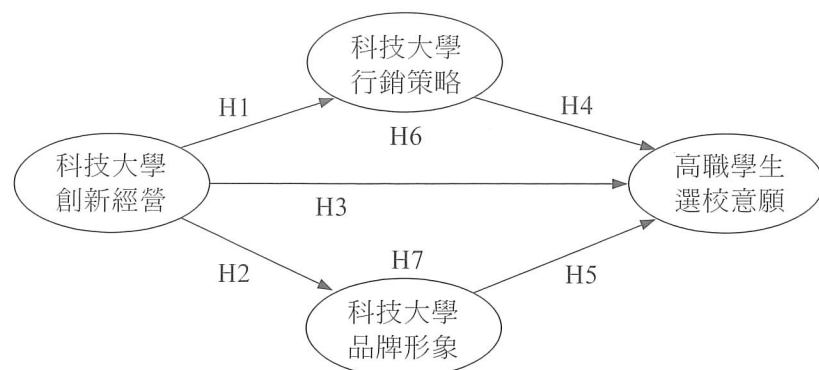 科技大學
行銷策略
H1
H4
H6
科技大學
創新經營
高職學生
選校意願
H3
H2
H7
H5
科技大學
品牌形象